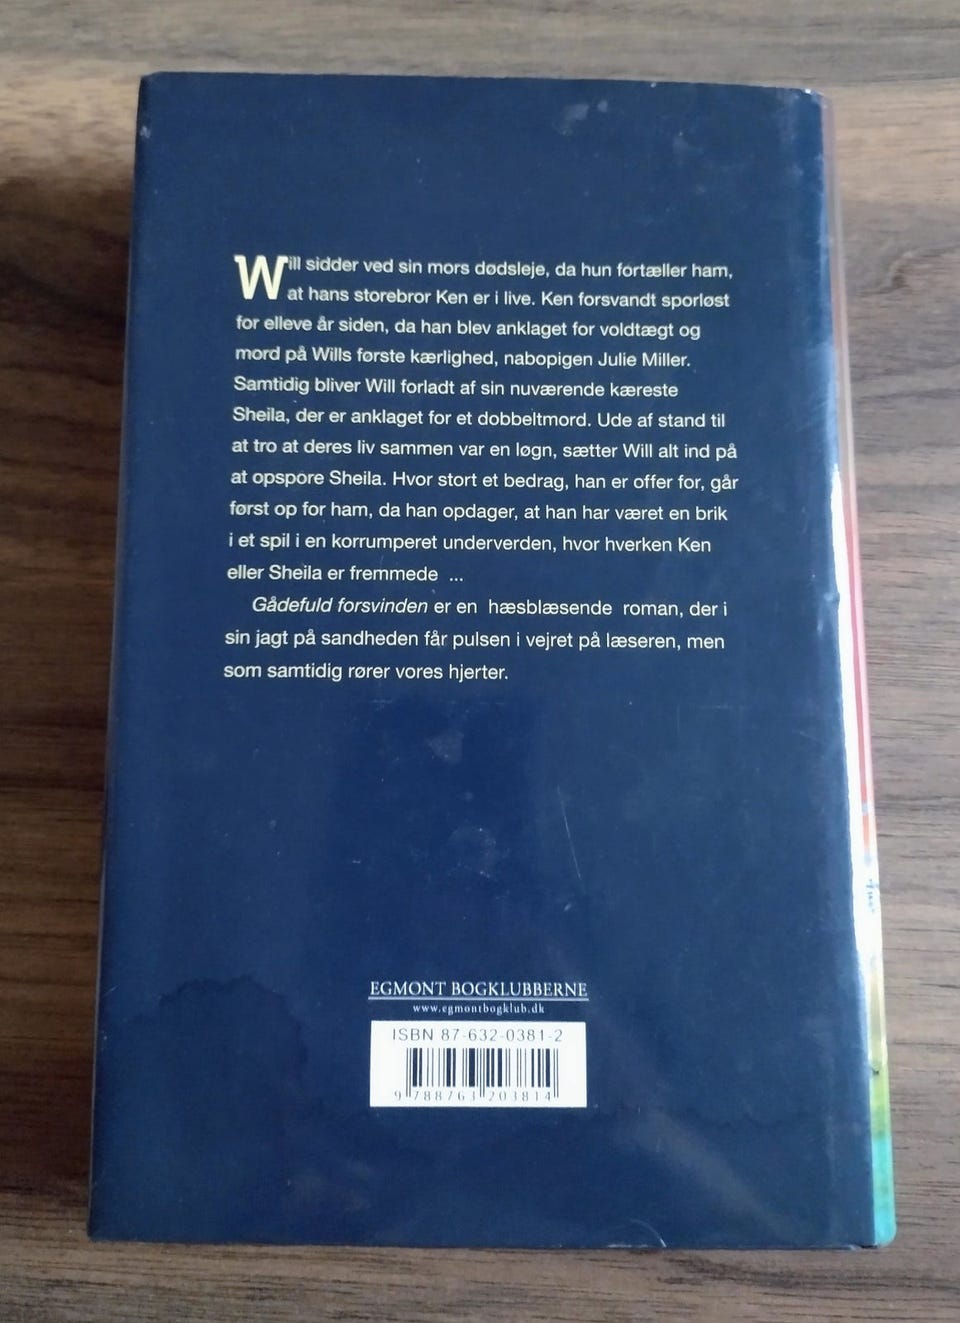 Will sidder ved sin mors dødsleje, da hun fortæller ham,
at hans storebror Ken er i live. Ken forsvandt sporløst
for elleve år siden, da han blev anklaget for voldtægt og
mord på Wills første kærlighed, nabopigen Julie Miller.
Samtidig bliver Will forladt af sin nuværende kæreste
Sheila, der er anklaget for et dobbeltmord. Ude af stand til
at tro at deres liv sammen var en løgn, sætter Will alt ind på
at opspore Sheila. Hvor stort et bedrag, han er offer for, går
først op for ham, da han opdager, at han har været en brik
i et spil i en korrumperet underverden, hvor hverken Ken
eller Sheila er fremmede ...
Gådefuld forsvinden er en hæsblæsende roman, der i
sin jagt på sandheden får pulsen i vejret på læseren, men
som samtidig rører vores hjerter.
EGMONT BOGKLUBBERNE
www.egmontbogklub.dk
ISBN 87-632-0381-2
9 788763 203814